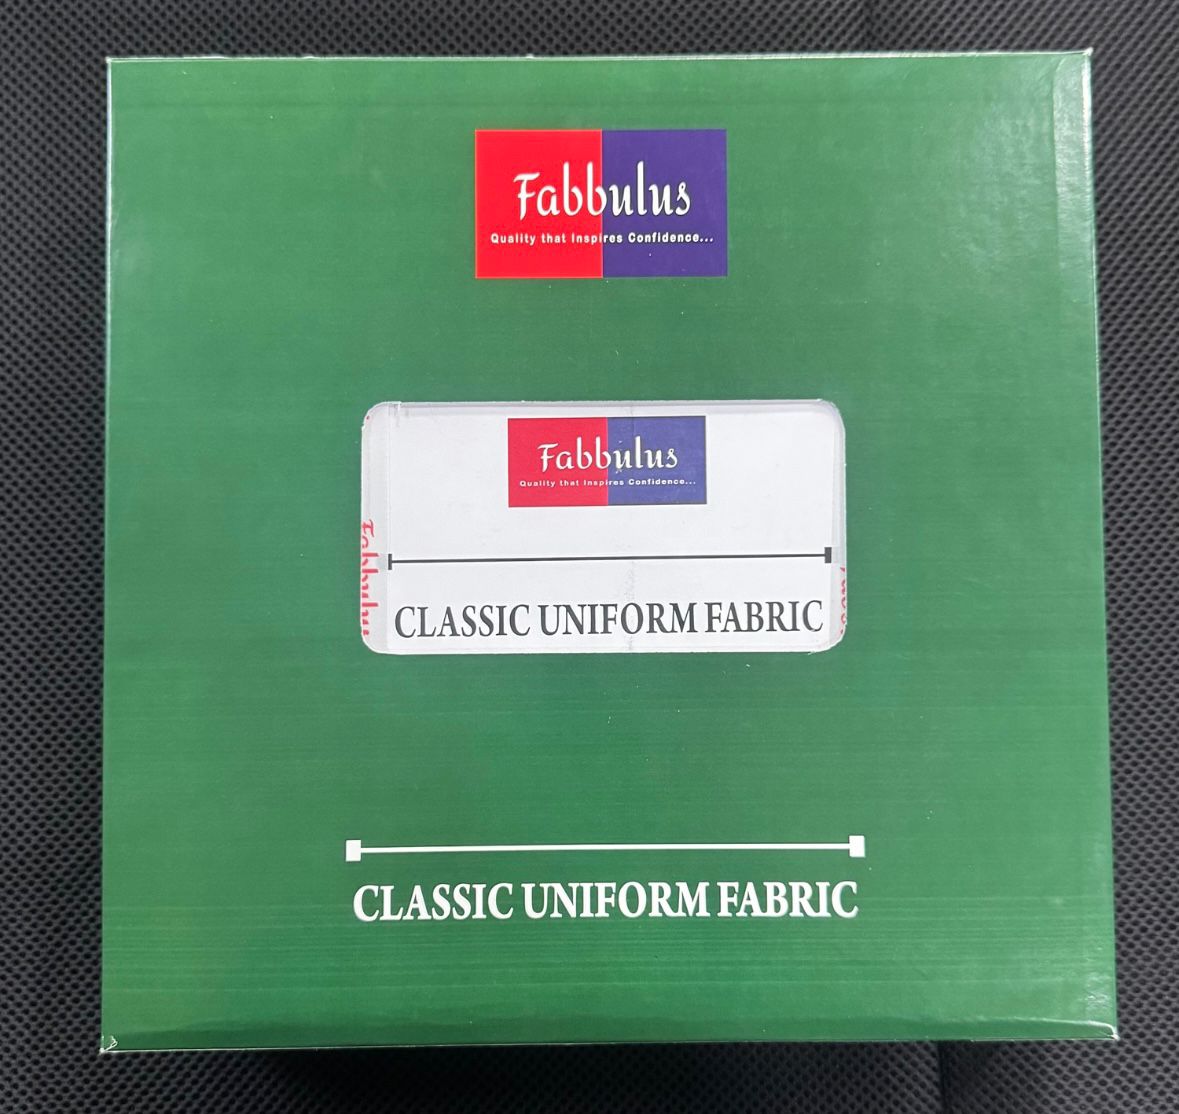 Fabbulus
Quality that Inspires Confidence...
Fabbulus
Quality that Inspires Confidence...
CLASSIC UNIFORM FABRIC
CLASSIC UNIFORM FABRIC